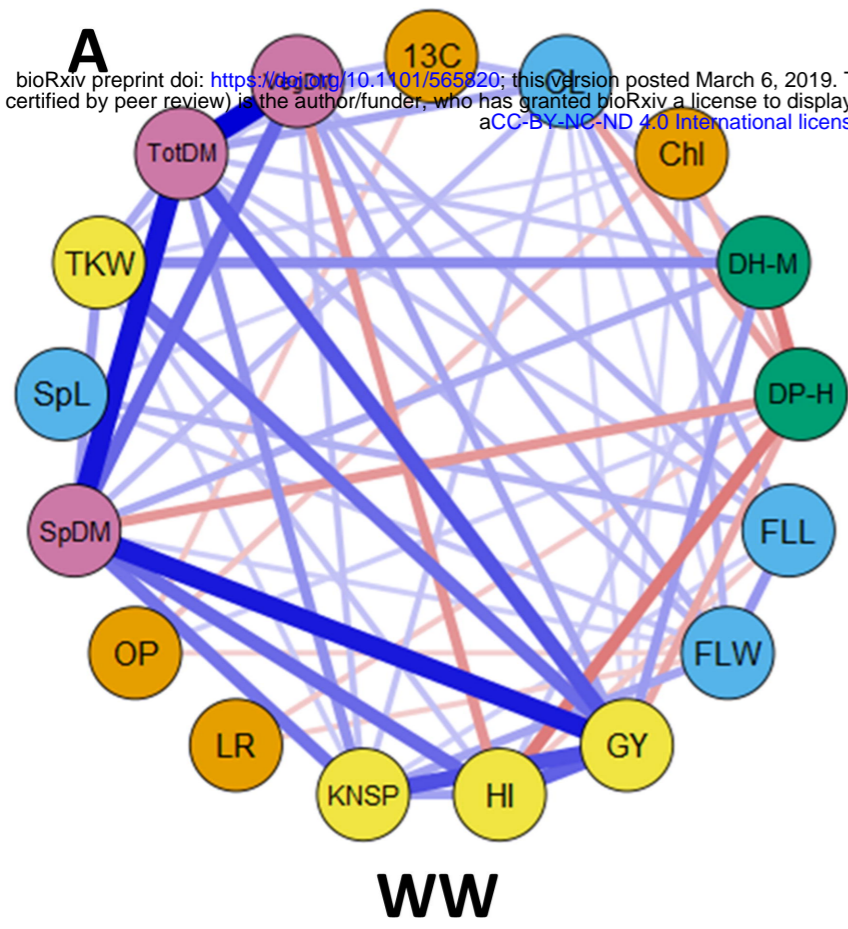 A
13C
bioRxiv preprint doi: https://doi.org/10.1101/565820; this version posted March 6, 2019.
VegDM
CL
certified by peer review) is the author/funder, who has granted bioRxiv a license to display
aCC-BY-NC-ND 4.0 International licens
TotDM
Chl
TKW
DH-M
SpL
DP-H
SpDM
FLL
OP
FLW
LR
GY
KNSP
HI
WW